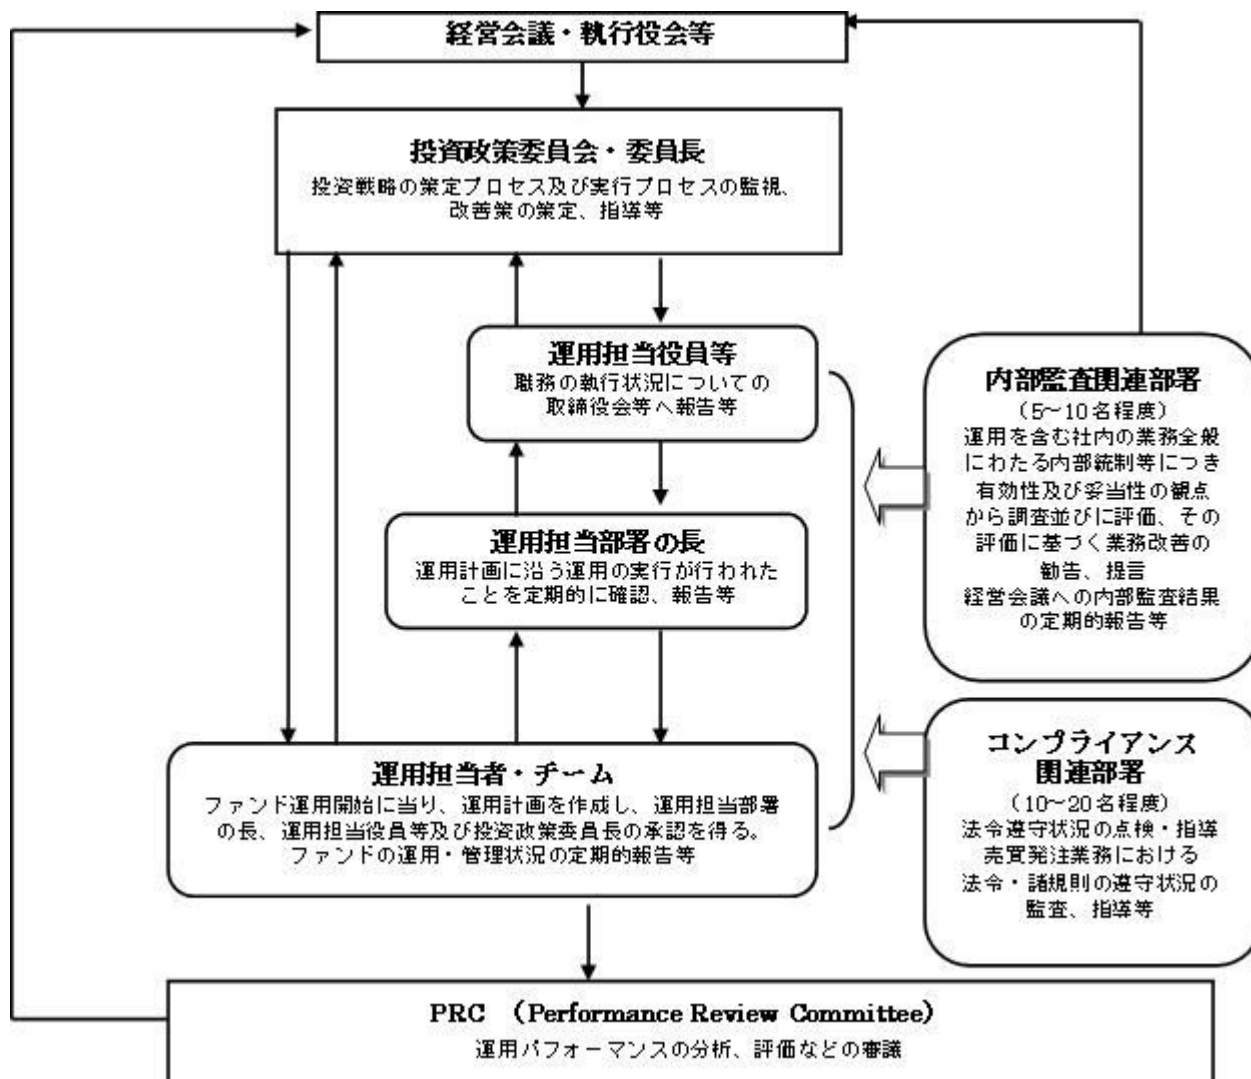 経営会議・執行役会等
投資政策委員会・委員長
投資戦略の策定プロセス及び実行プロセスの監視、
改善策の策定、指導等
運用担当役員等
職務の執行状況についての
取締役会等へ報告等
運用担当部署の長
運用計画に沿う運用の実行が行われた
ことを定期的に確認、報告等
運用担当者・チーム
ファンド運用開始に当り、運用計画を作成し、運用担当部署
の長、運用担当役員等及び投資政策委員長の承認を得る。
ファンドの運用・管理状況の定期的報告等
内部監査関連部署
（5～10名程度）
運用を含む社内の業務全般
にわたる内部統制等につき
有効性及び妥当性の観点
から調査並びに評価、その
評価に基づく業務改善の
勧告、提言
経営会議への内部監査結果
の定期的報告等
コンプライアンス
関連部署
（10～20名程度）
法令遵守状況の点検・指導
売買発注業務における
法令・諸規則の遵守状況の
監査、指導等
PRC （Performance Review Committee）
運用パフォーマンスの分析、評価などの審議